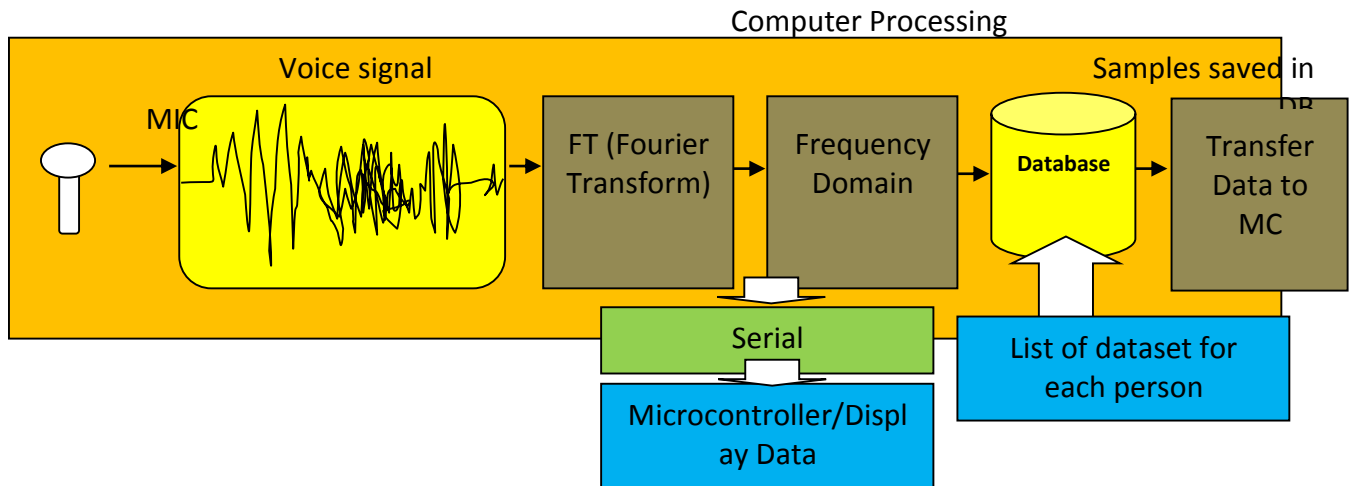 Computer Processing
Voice signal
Samples saved in
MIC
FT (Fourier
Transform)
Frequency
Domain
Database
Transfer
Data to
MC
Serial
List of dataset for
each person
Microcontroller/Displ
ay Data